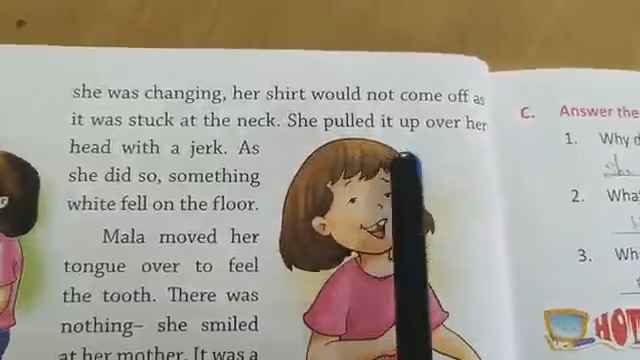 she was changing, her shirt would not come off as
it was stuck at the neck. She pulled it up over her
head with a jerk. As
she did so, something
white fell on the floor.
Mala moved her
tongue over to feel
the tooth. There was
nothing– she smiled
at her mother. It was a
C. Answer the
1. Why
she
2.
3.
HOT